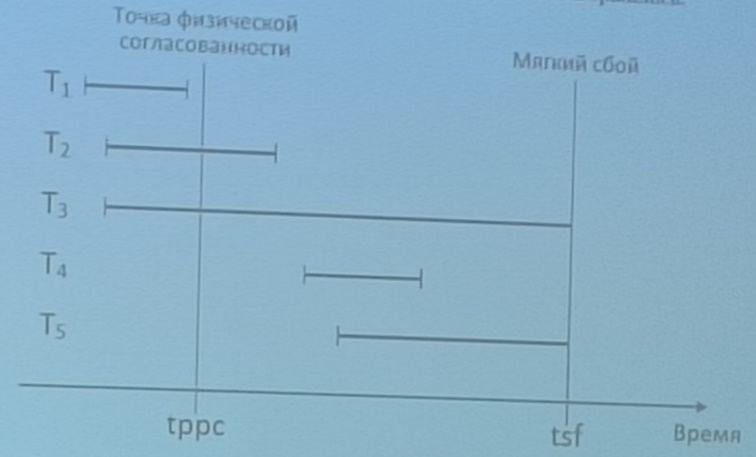 Точка физической
согласованности
Мягкий сбой
T1
T2
T3
T4
T5
tppc
tsf
Время